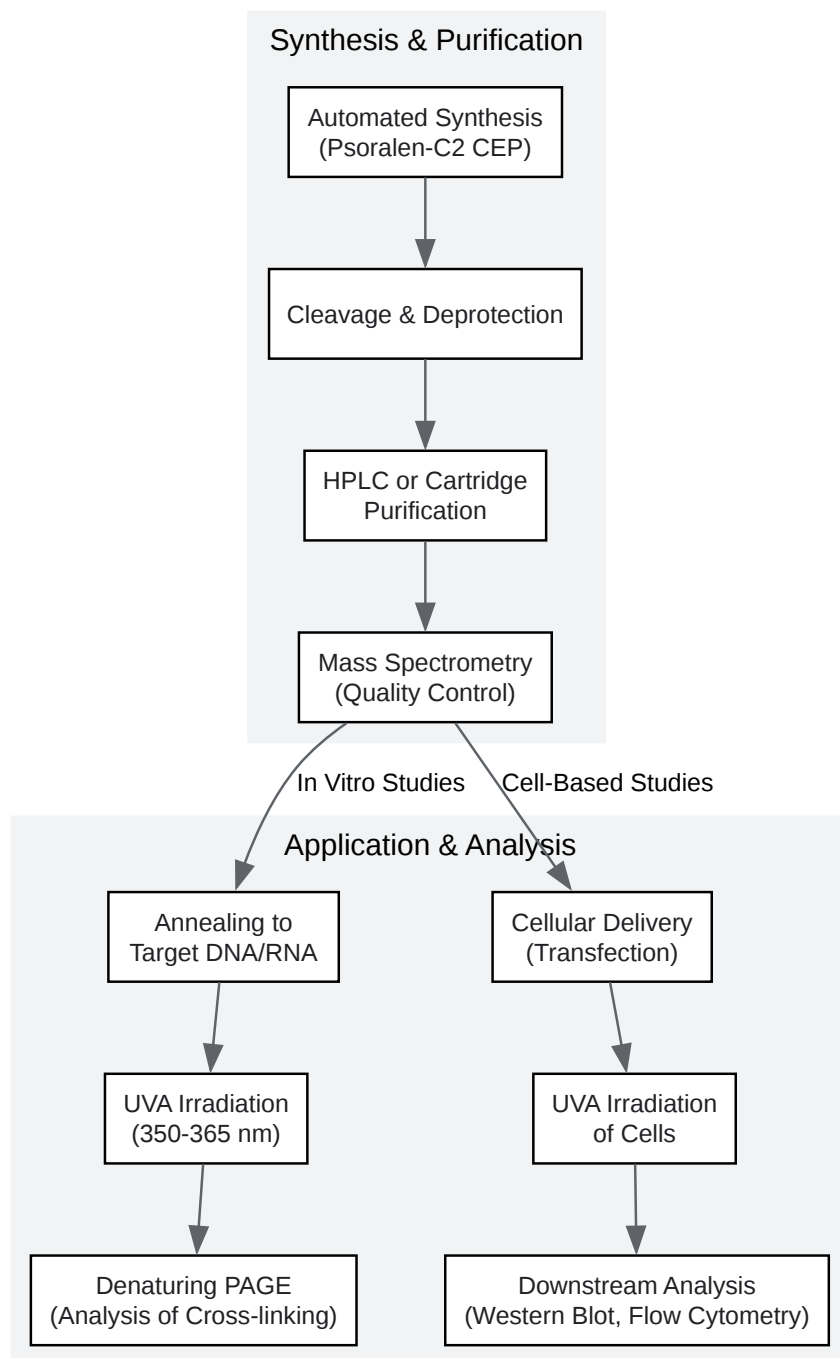 Synthesis & Purification
Automated Synthesis
(Psoralen-C2 CEP)
Cleavage & Deprotection
HPLC or Cartridge
Purification
Mass Spectrometry
(Quality Control)
In Vitro Studies
Cell-Based Studies
Application & Analysis
Annealing to
Target DNA/RNA
Cellular Delivery
(Transfection)
UVA Irradiation
(350-365 nm)
UVA Irradiation
of Cells
Denaturing PAGE
(Analysis of Cross-linking)
Downstream Analysis
(Western Blot, Flow Cytometry)